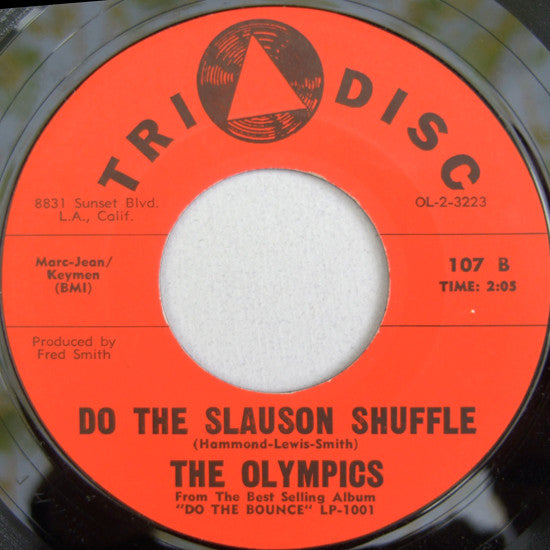 TRI DISC
8831 Sunset Blvd.
L.A., Calif.
OL-2-3223
Marc-Jean/
Keymen
(BMI)
107 B
TIME: 2:05
Produced by
Fred Smith
DO THE SLAUSON SHUFFLE
(Hammond-Lewis-Smith)
THE OLYMPICS
From The Best Selling Album
"DO THE BOUNCE" LP-1001